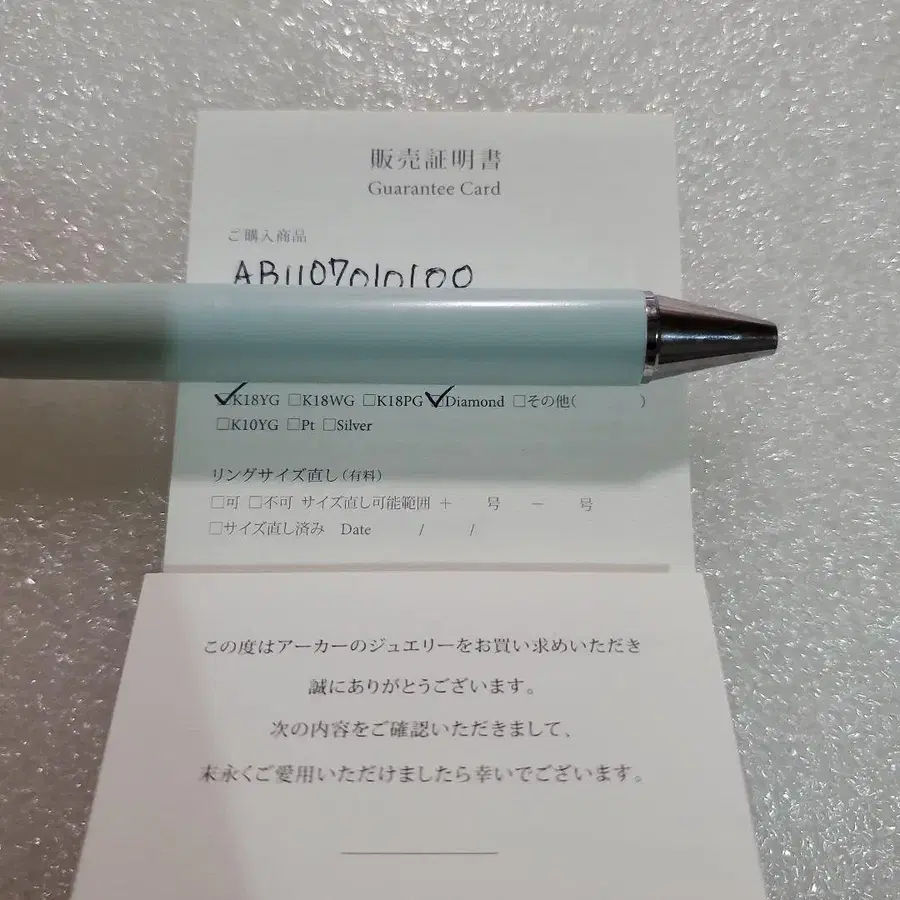 販売証明書
Guarantee Card
ご購入商品
AB1107010100
☑K18YG □K18WG □K18PG ☑Diamond □その他(　　　)
□K10YG □Pt □Silver
リングサイズ直し(有料)
□可 □不可 サイズ直し可能範囲 + 号 − 号
□サイズ直し済み Date / /
この度はアーカーのジュエリーをお買い求めいただき
誠にありがとうございます。
次の内容をご確認いただきまして、
末永くご愛用いただけましたら幸いでございます。